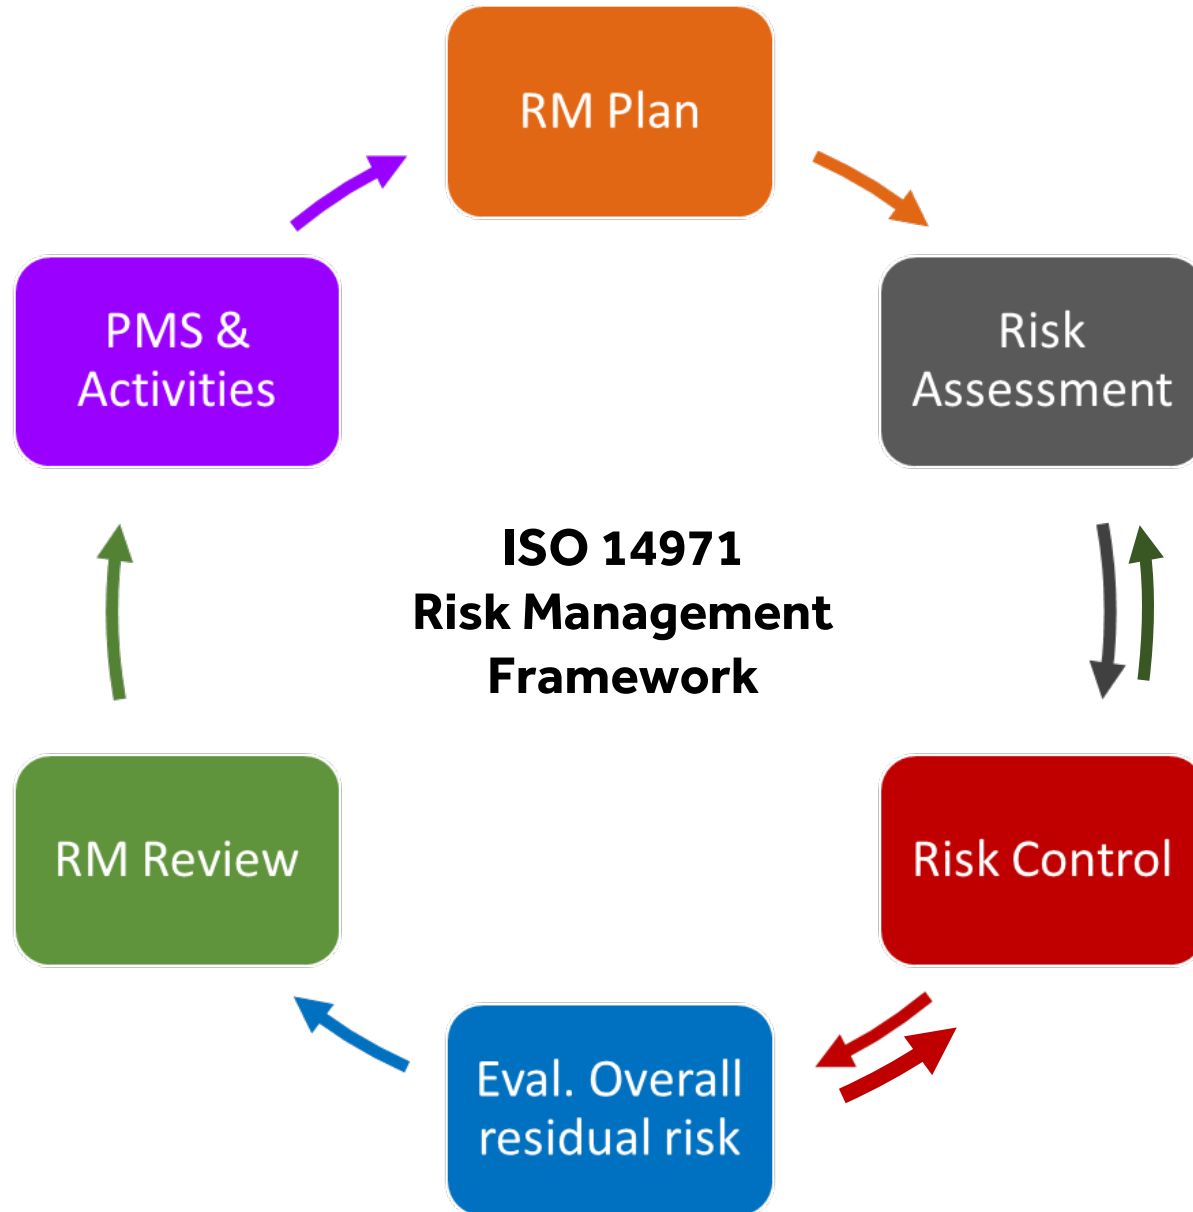 RM Plan
PMS &
Activities
Risk
Assessment
ISO 14971
Risk Management
Framework
RM Review
Risk Control
Eval. Overall
residual risk